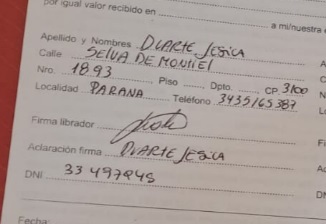 por igual valor recibido en
a mi/nuestra
Apellido y Nombres DUARTE JESICA
Calle SELVA DE MONTIEL
Nro. 1893 Piso Dpto. CP 3100
Localidad PARANA Teléfono 3435165387
Firma librador
Aclaración firma DUARTE JESICA
DNI 33497848
Fecha: